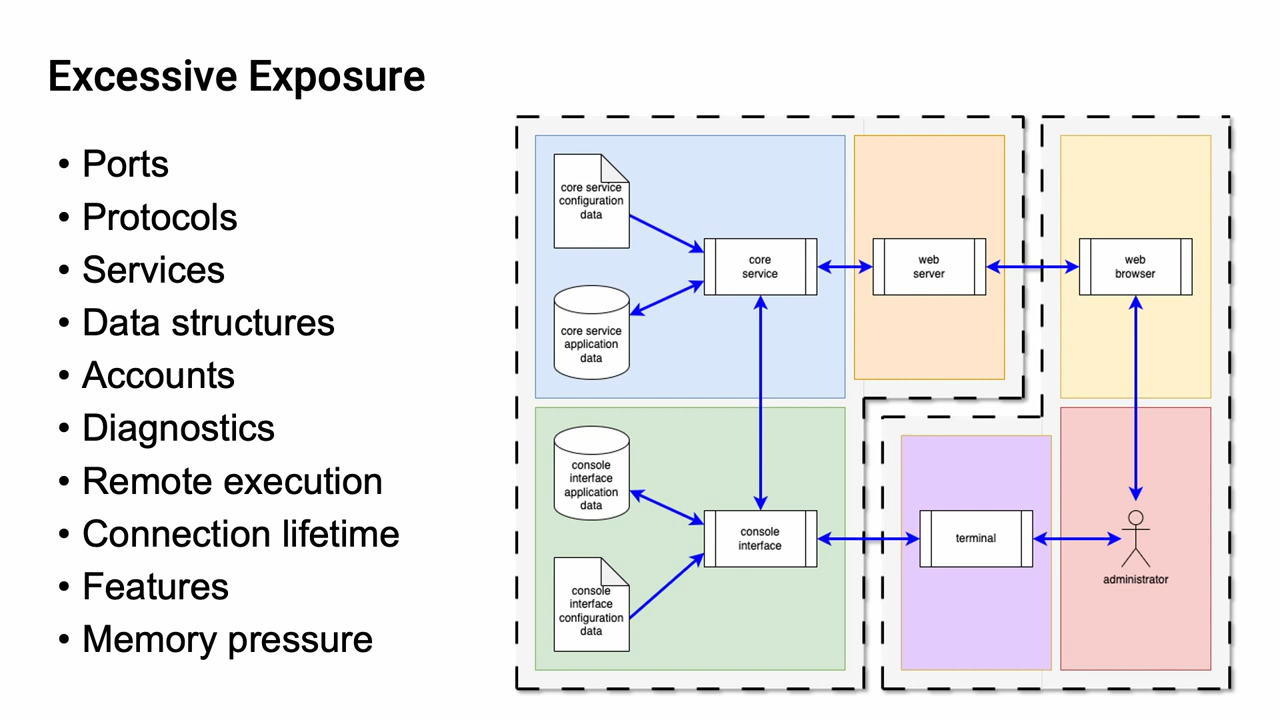 Excessive Exposure
• Ports
• Protocols
• Services
• Data structures
• Accounts
• Diagnostics
• Remote execution
• Connection lifetime
• Features
• Memory pressure
core service
configuration
data
core
service
web
server
web
browser
core service
application
data
console
interface
application
data
console
interface
terminal
administrator
console
interface
configuration
data